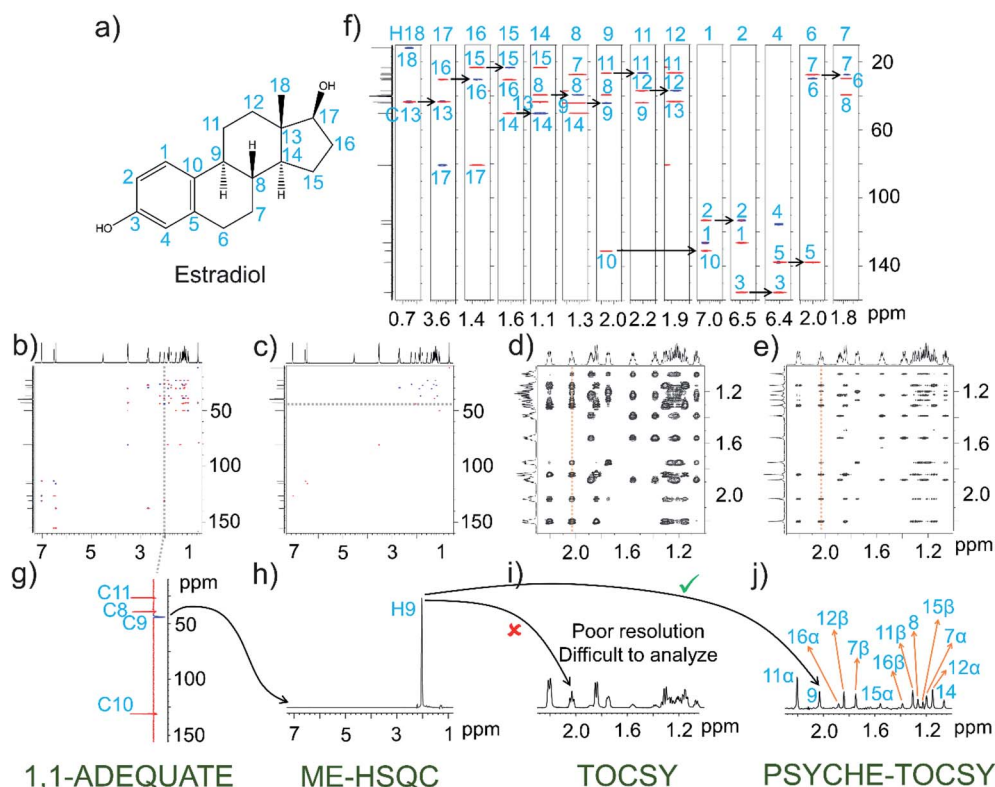 a)
OH
18
12
17
11
13
16
1
9
14
2
10
8
15
H
H
3
5
7
HO
4
6
Estradiol
f)
H18 17 16 15 14 8 9 11 12 1 2 4 6 7
18
16
15
15
15
7
11
11
11
7
7
16
16
8
8
8
12
12
6
6
C13
13
13
9
9
9
13
8
14
14
14
17
17
2
2
4
1
1
10
10
5
5
3
3
20
60
100
140
0.7 3.6 1.4 1.6 1.1 1.3 2.0 2.2 1.9 7.0 6.5 6.4 2.0 1.8 ppm
b)
50
100
150
7 5 3 1
c)
50
100
150
7 5 3 1
d)
1.2
1.6
2.0
2.0 1.6 1.2 ppm
e)
1.2
1.6
2.0
2.0 1.6 1.2 ppm
g)
ppm
C11
C8
C9
50
100
C10
150
h)
H9
7 5 3 1 ppm
i)
Poor resolution
Difficult to analyze
2.0 1.6 1.2
j)
15β
12β
11β 8
16α
7β
7α
16β
12α
11α
9
15α
14
2.0 1.6 1.2 ppm
1,1-ADEQUATE
ME-HSQC
TOCSY
PSYCHE-TOCSY